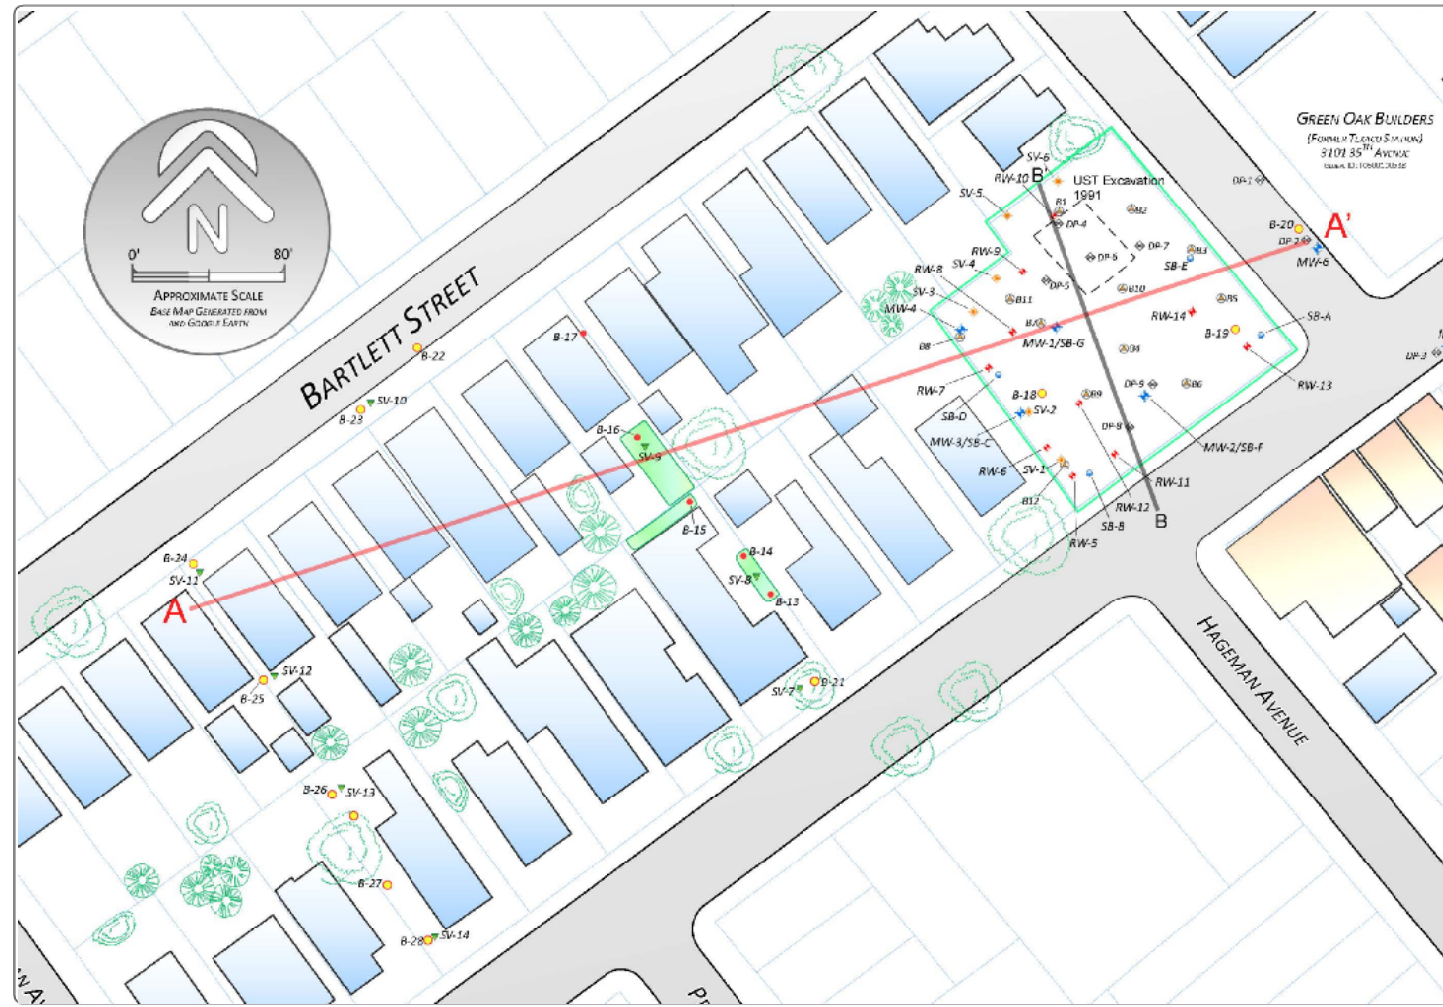 GREEN OAK BUILDERS
(FORMER TEXACO STATION)
3101 35TH AVENUE
N
0' 80'
APPROXIMATE SCALE
BASE MAP GENERATED FROM
AND GOOGLE EARTH
BARTLETT STREET
HAGEMAN AVENUE
UST Excavation
1991
SV-6
RW-10
B'
SV-5
B1
B2
DP-4
DP-1
B-20
DP-2
A'
MW-6
RW-9
DP-7
B3
SB-E
DP-6
RW-8
SV-4
DP-5
SV-3
B11
B10
B5
MW-4
B7
RW-14
SB-A
B8
MW-1/SB-G
B-19
B4
DP-3
RW-7
RW-13
SB-D
B-18
SV-2
B9
DP-9
B6
MW-3/SB-C
DP-8
MW-2/SB-F
RW-6
SV-1
B12
RW-11
RW-12
SB-B
RW-5
B
B-17
B-22
B-23
SV-10
B-16
SV-9
B-15
B-14
SV-8
B-13
B-24
SV-11
A
B-25
SV-12
SV-7
B-21
B-26
SV-13
B-27
B-28
SV-14